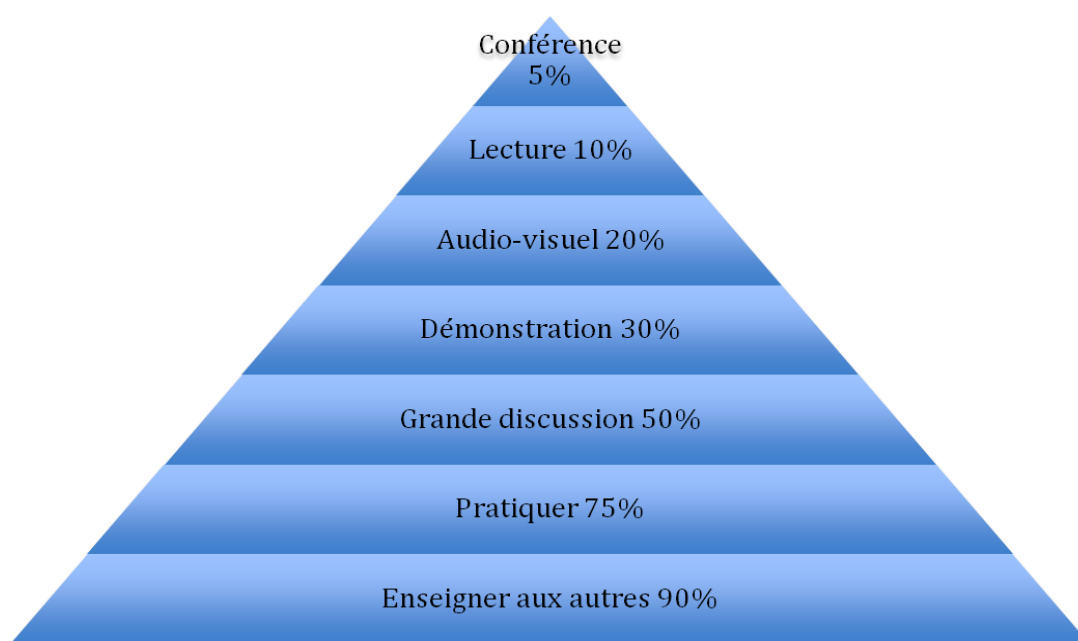 Conférence
5%
Lecture 10%
Audio-visuel 20%
Démonstration 30%
Grande discussion 50%
Pratiquer 75%
Enseigner aux autres 90%